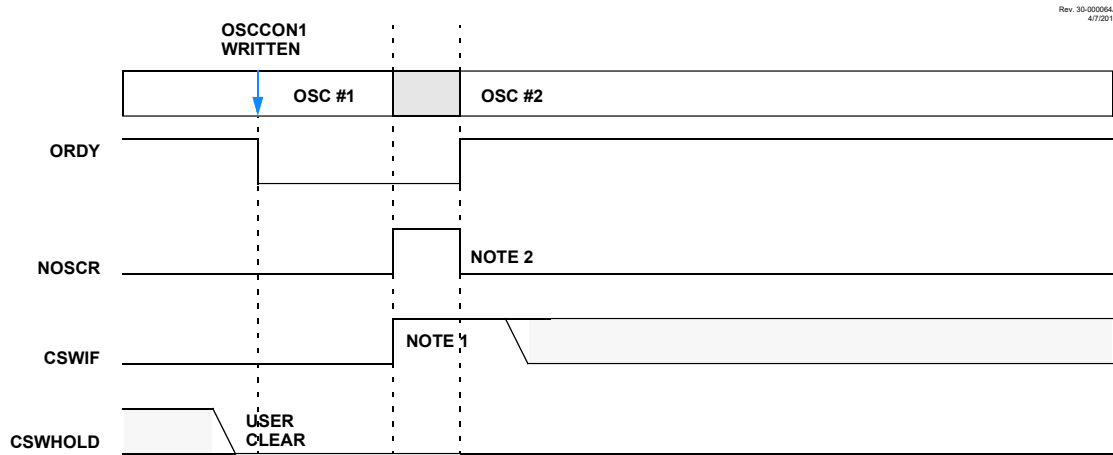 Rev. 30-000064
4/7/201
OSCCON1
WRITTEN
OSC #1
OSC #2
ORDY
NOSCR
NOTE 2
CSWIF
NOTE 1
CSWHOLD
USER
CLEAR